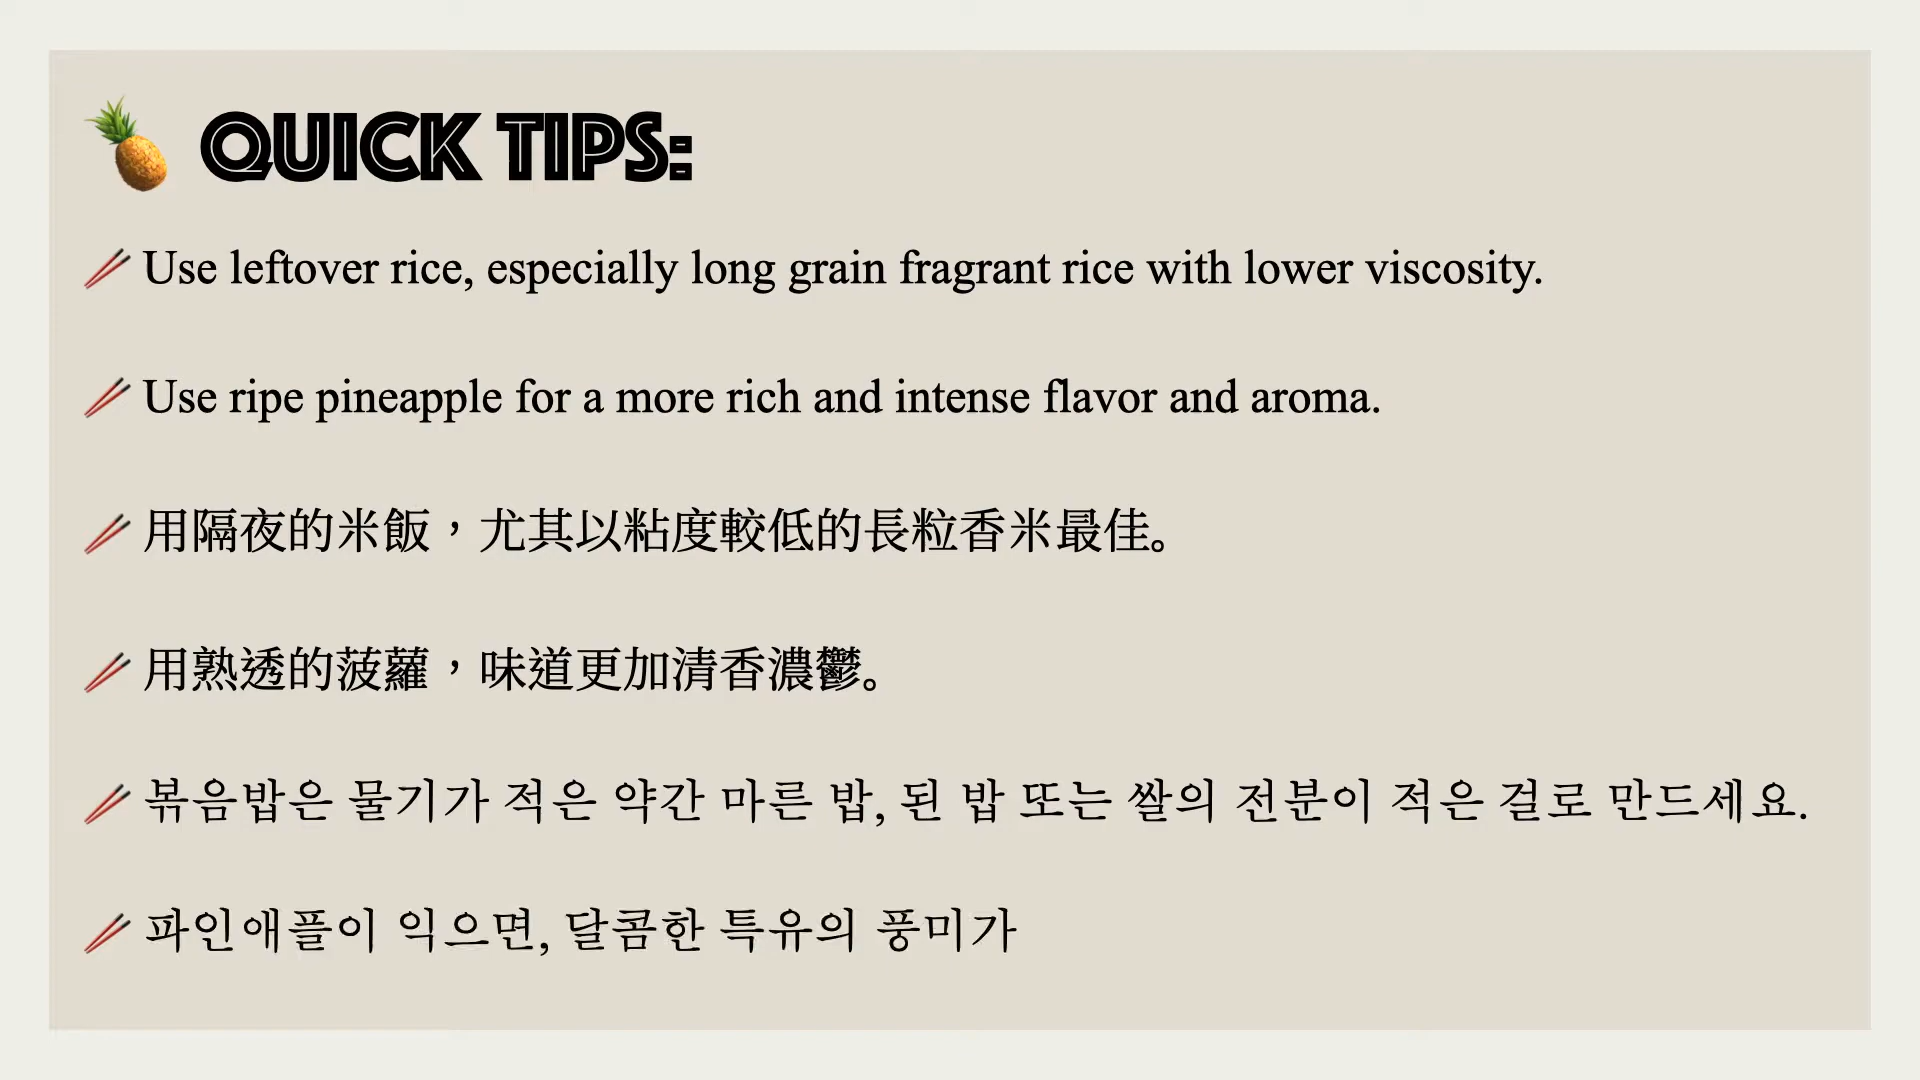 QUICK TIPS:
Use leftover rice, especially long grain fragrant rice with lower viscosity.
Use ripe pineapple for a more rich and intense flavor and aroma.
用隔夜的米飯，尤其以粘度較低的長粒香米最佳。
用熟透的菠蘿，味道更加清香濃鬱。
볶음밥은 물기가 적은 약간 마른 밥, 된 밥 또는 쌀의 전분이 적은 걸로 만드세요.
파인애플이 익으면, 달콤한 특유의 풍미가